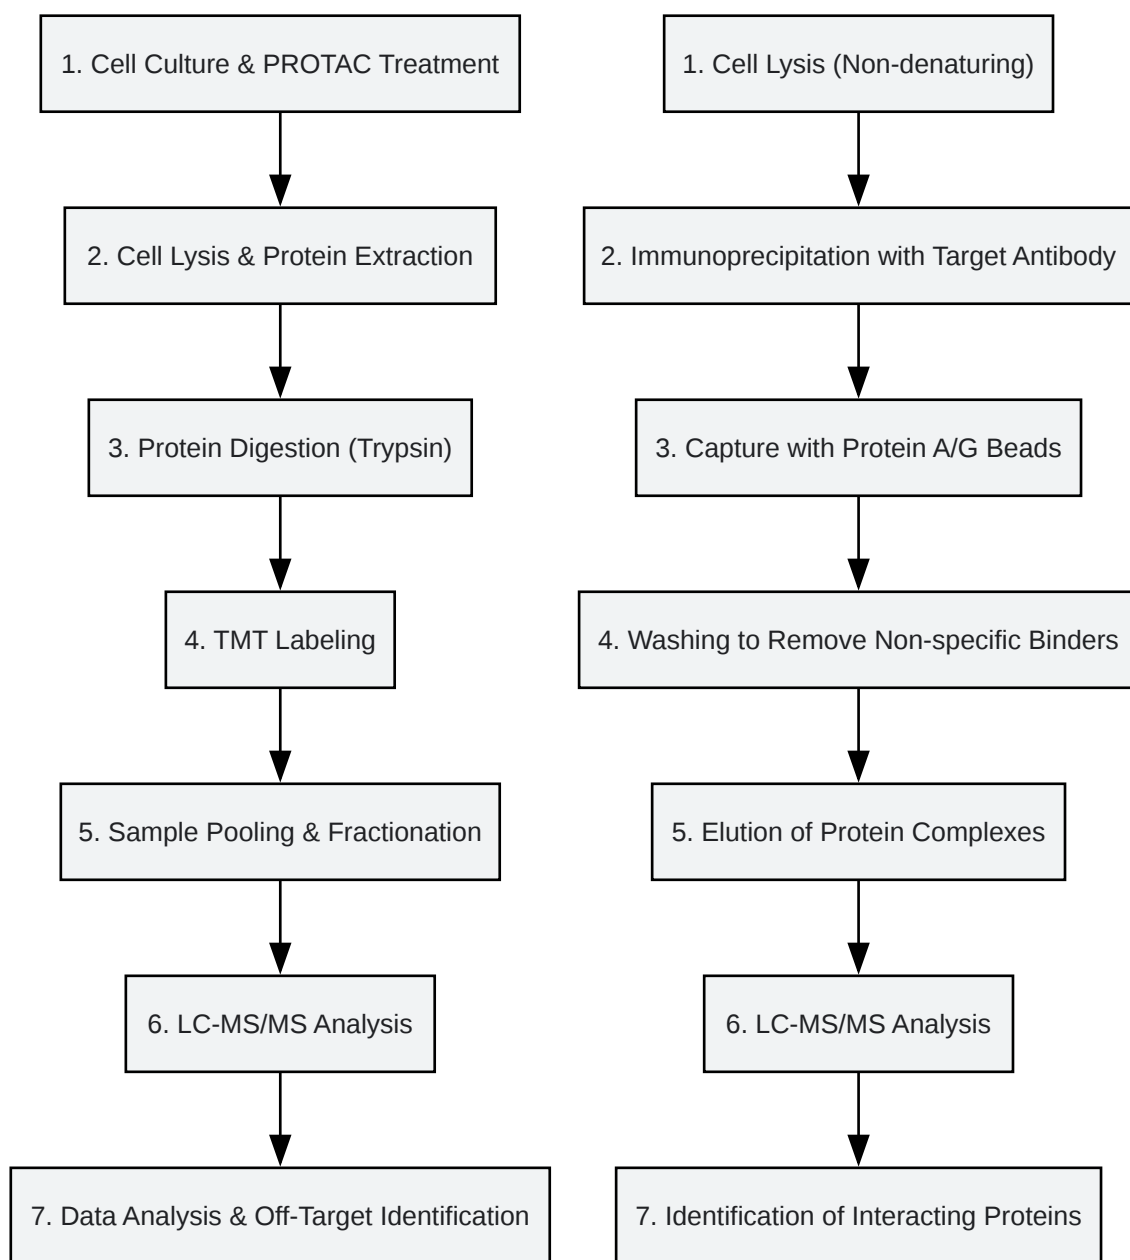 1. Cell Culture & PROTAC Treatment
2. Cell Lysis & Protein Extraction
3. Protein Digestion (Trypsin)
4. TMT Labeling
5. Sample Pooling & Fractionation
6. LC-MS/MS Analysis
7. Data Analysis & Off-Target Identification
1. Cell Lysis (Non-denaturing)
2. Immunoprecipitation with Target Antibody
3. Capture with Protein A/G Beads
4. Washing to Remove Non-specific Binders
5. Elution of Protein Complexes
6. LC-MS/MS Analysis
7. Identification of Interacting Proteins